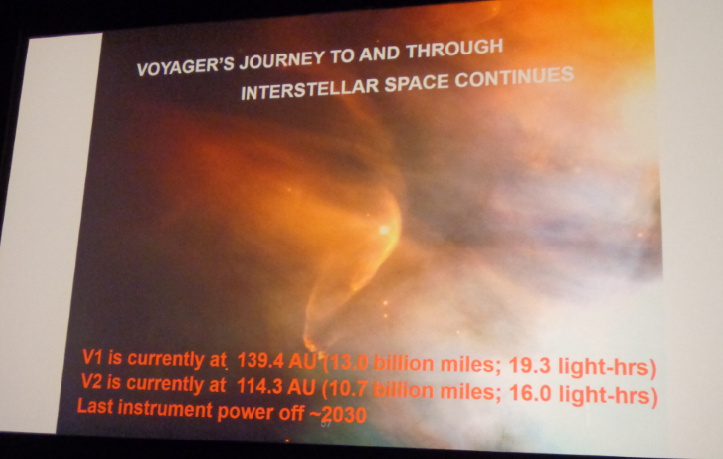 VOYAGER'S JOURNEY TO AND THROUGH
INTERSTELLAR SPACE CONTINUES
V1 is currently at 139.4 AU (13.0 billion miles; 19.3 light-hrs)
V2 is currently at 114.3 AU (10.7 billion miles; 16.0 light-hrs)
Last instrument power off ~2030